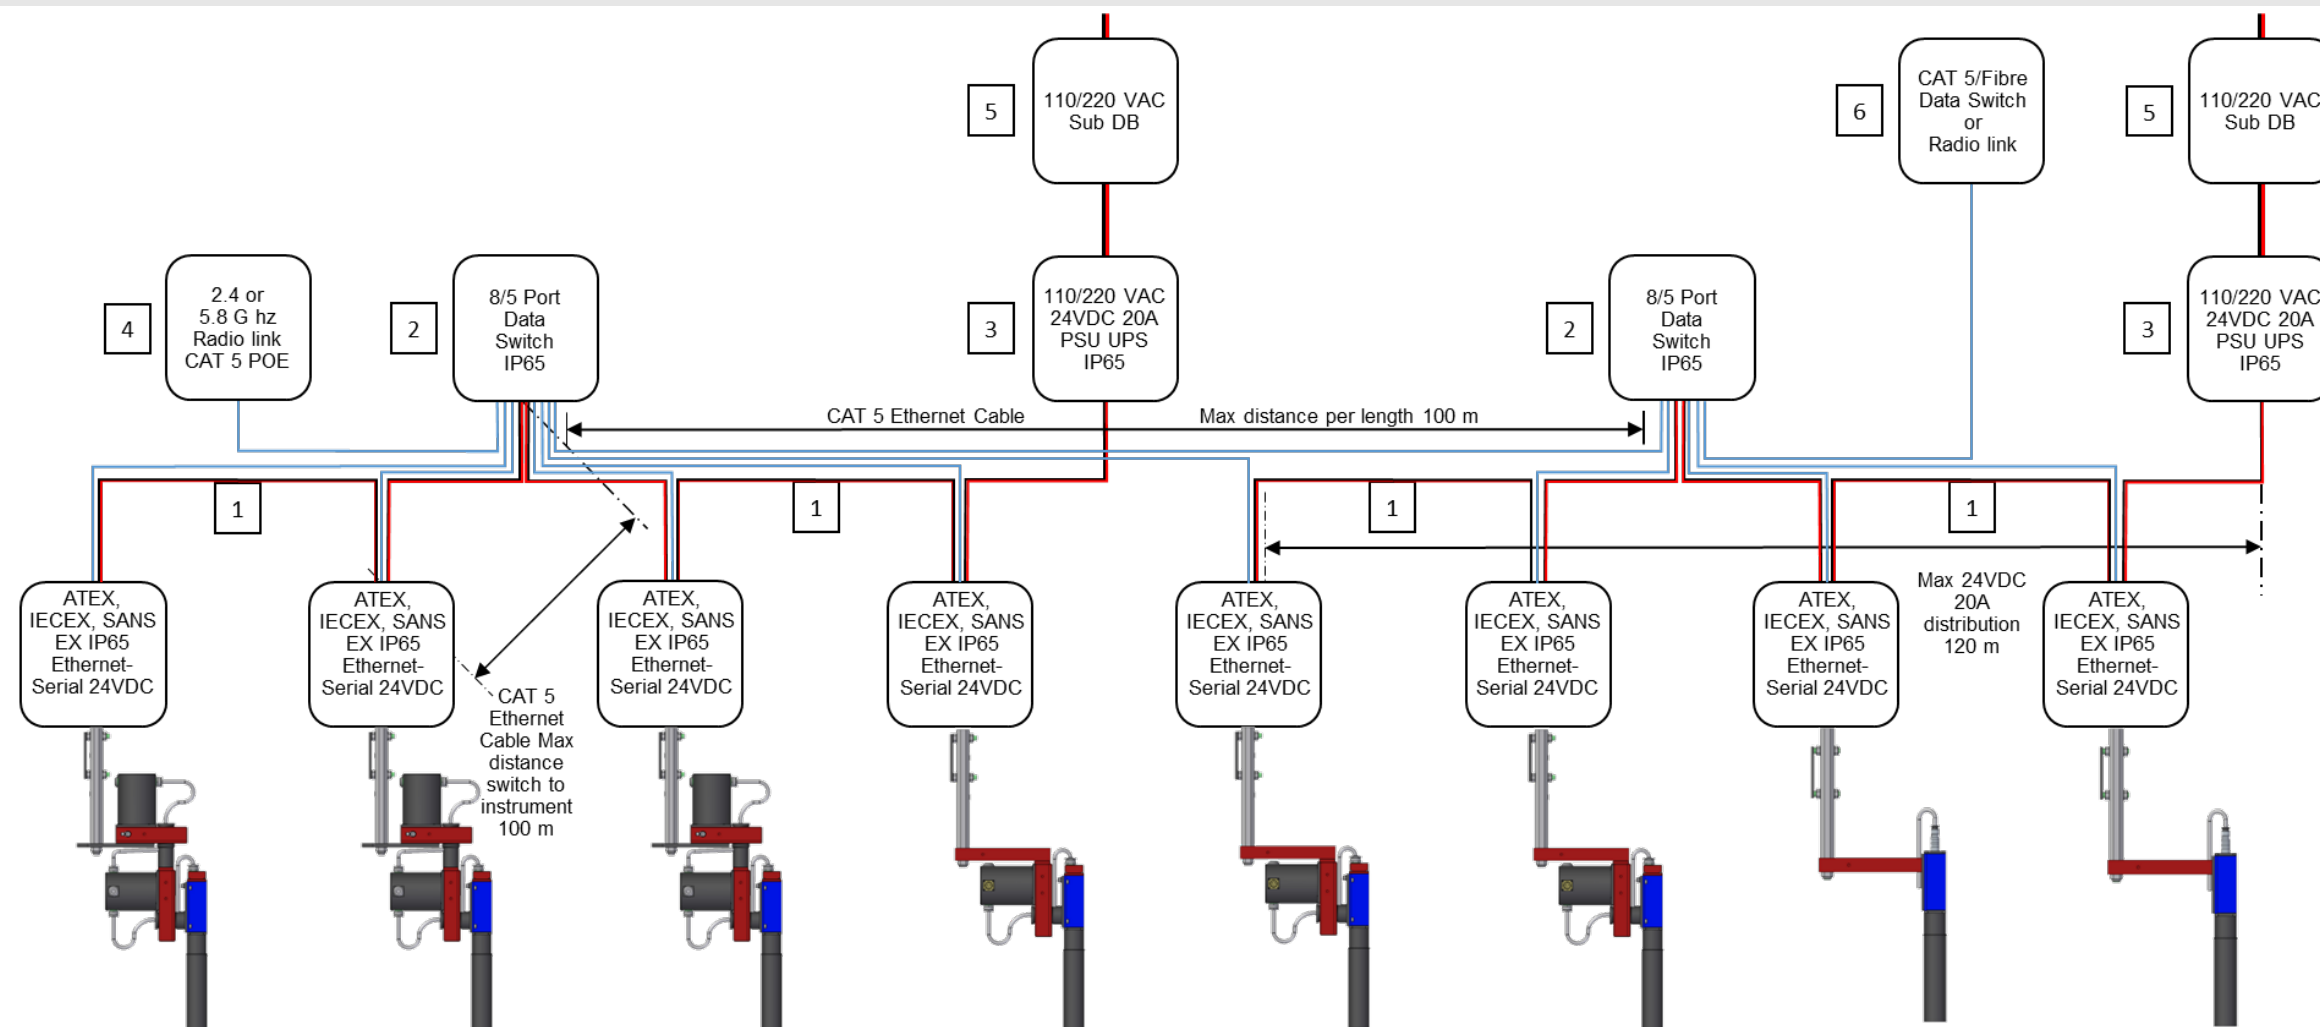 5
110/220 VAC
Sub DB
6
CAT 5/Fibre
Data Switch
or
Radio link
5
110/220 VAC
Sub DB
4
2.4 or
5.8 G hz
Radio link
CAT 5 POE
2
8/5 Port
Data
Switch
IP65
3
110/220 VAC
24VDC 20A
PSU UPS
IP65
2
8/5 Port
Data
Switch
IP65
3
110/220 VAC
24VDC 20A
PSU UPS
IP65
CAT 5 Ethernet Cable
Max distance per length 100 m
1
1
1
1
ATEX,
IECEX, SANS
EX IP65
Ethernet-
Serial 24VDC
ATEX,
IECEX, SANS
EX IP65
Ethernet-
Serial 24VDC
CAT 5
Ethernet
Cable Max
distance
switch to
instrument
100 m
ATEX,
IECEX, SANS
EX IP65
Ethernet-
Serial 24VDC
ATEX,
IECEX, SANS
EX IP65
Ethernet-
Serial 24VDC
ATEX,
IECEX, SANS
EX IP65
Ethernet-
Serial 24VDC
ATEX,
IECEX, SANS
EX IP65
Ethernet-
Serial 24VDC
ATEX,
IECEX, SANS
EX IP65
Ethernet-
Serial 24VDC
Max 24VDC
20A
distribution
120 m
ATEX,
IECEX, SANS
EX IP65
Ethernet-
Serial 24VDC